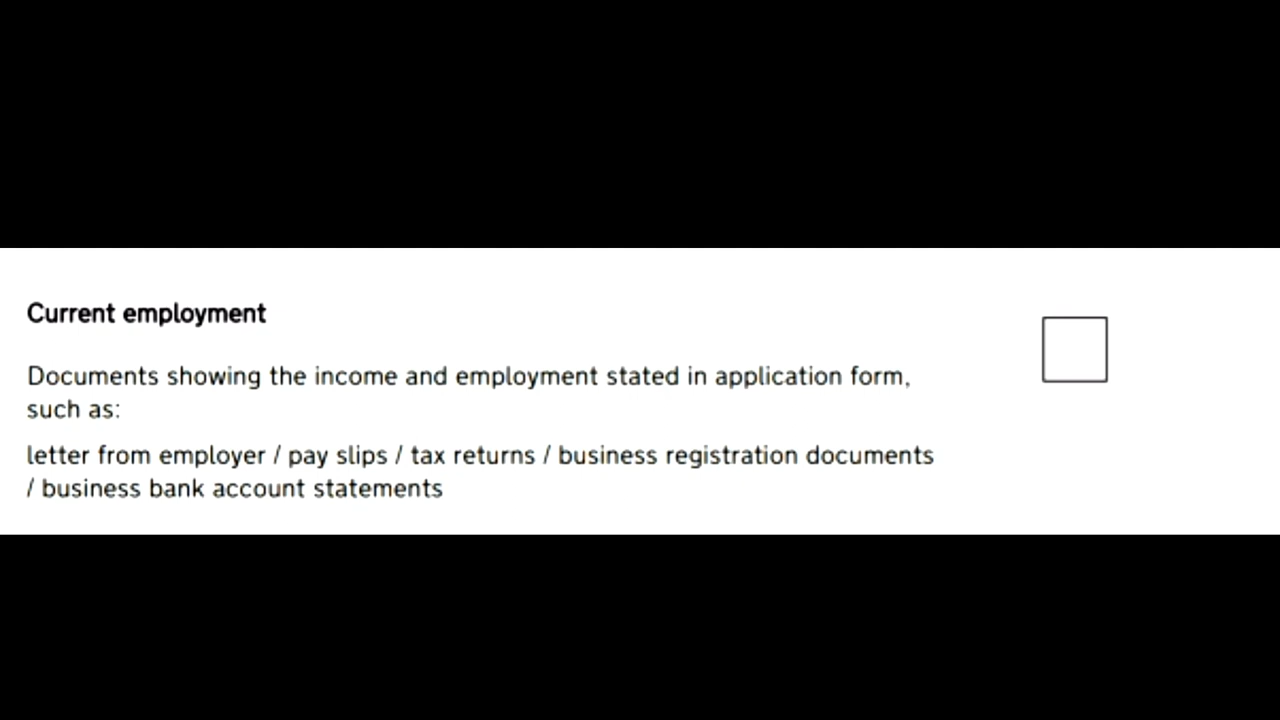 Current employment
Documents showing the income and employment stated in application form,
such as:
letter from employer / pay slips / tax returns / business registration documents
/ business bank account statements